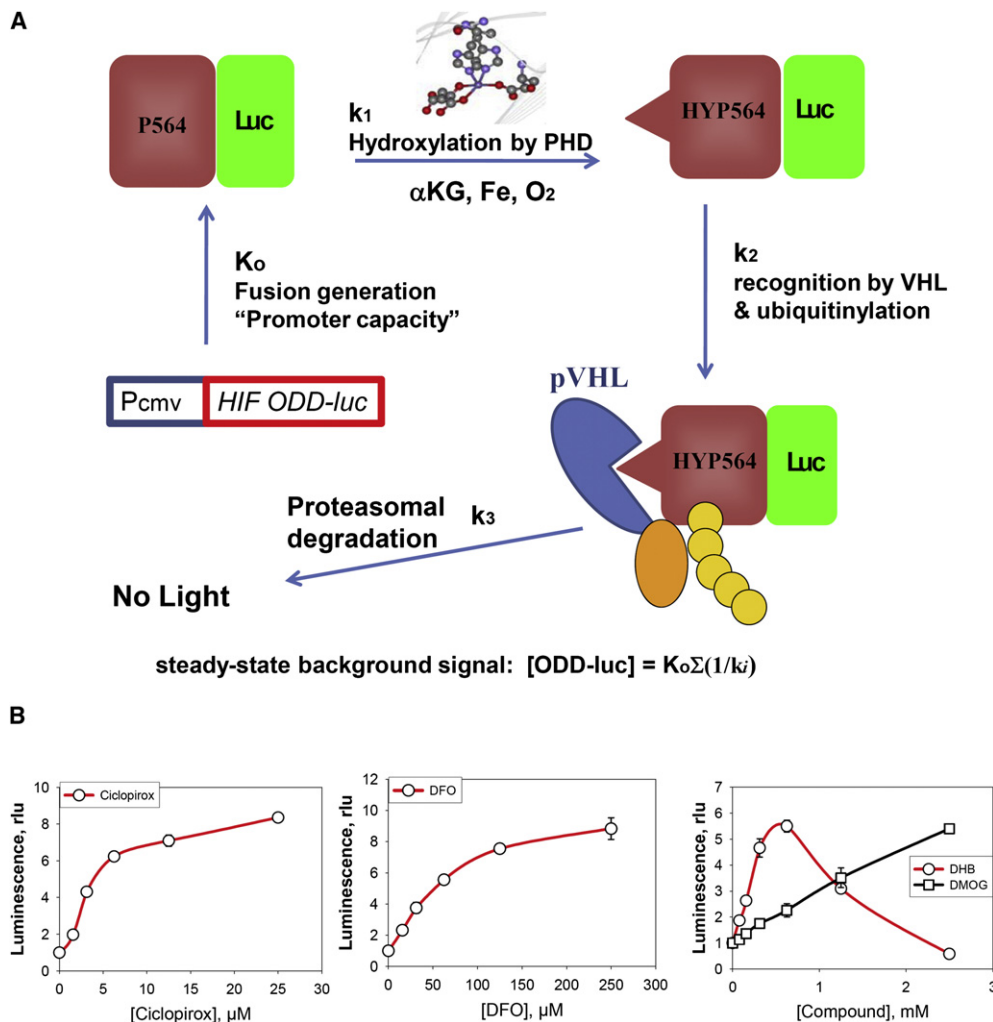 A
P564
Luc
k1
Hydroxylation by PHD
αKG, Fe, O2
HYP564
Luc
Ko
Fusion generation
“Promoter capacity”
k2
recognition by VHL
& ubiquitinylation
Pcmv
HIF ODD-luc
pVHL
HYP564
Luc
Proteasomal
degradation
k3
No Light
steady-state background signal: [ODD-luc] = KoΣ(1/ki)
B
Luminescence, rlu
10
8
6
4
2
0
Ciclopirox
0 5 10 15 20 25 30
[Ciclopirox], µM
Luminescence, rlu
12
10
8
6
4
2
0
DFO
0 50 100 150 200 250 300
[DFO], µM
Luminescence, rlu
7
6
5
4
3
2
1
0
DHB
DMOG
0 1 2 3
[Compound], mM